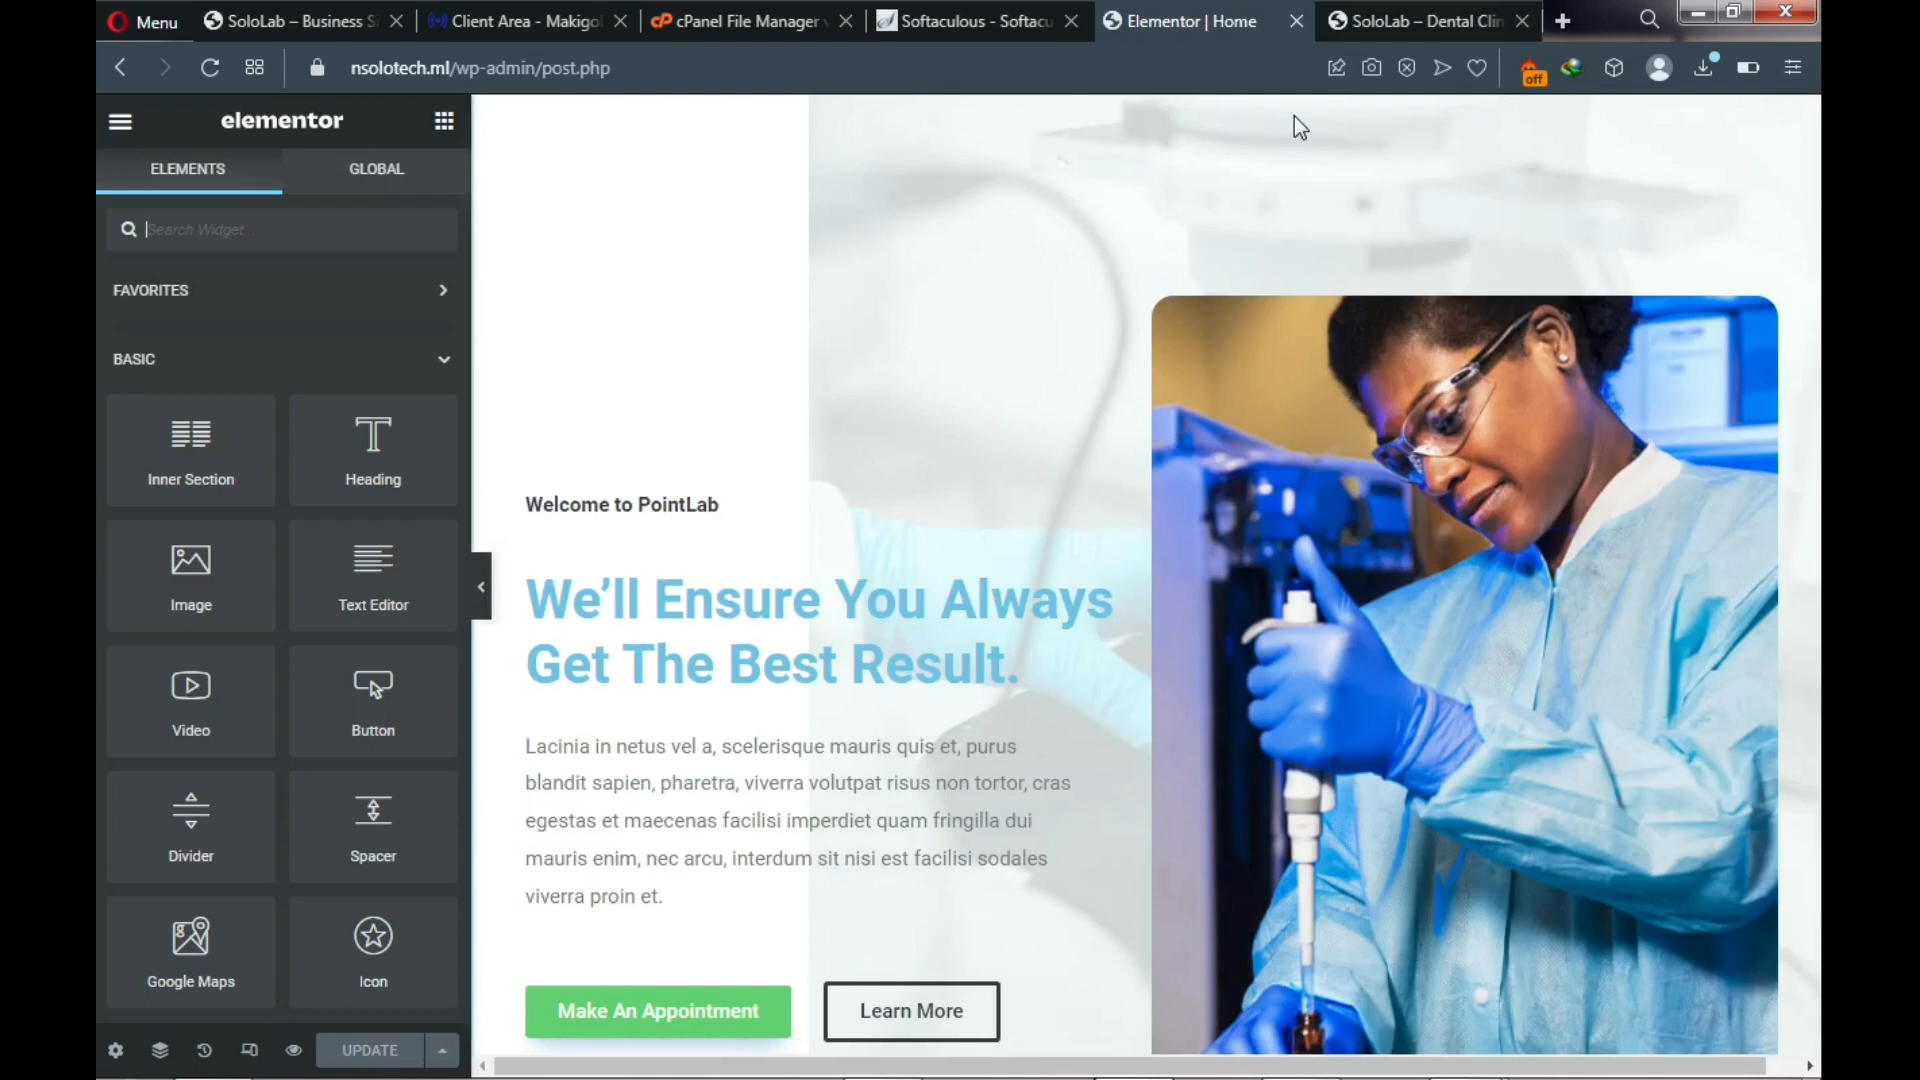 Menu
SoloLab – Business S
Client Area - Makigol
cP cPanel File Manager
Softaculous - Softacu
Elementor | Home
SoloLab – Dental Clin
nsolotech.ml/wp-admin/post.php
off
elementor
ELEMENTS
GLOBAL
Search Widget...
FAVORITES
BASIC
Inner Section
Heading
Image
Text Editor
Video
Button
Divider
Spacer
Google Maps
Icon
UPDATE
Welcome to PointLab
We’ll Ensure You Always
Get The Best Result.
Lacinia in netus vel a, scelerisque mauris quis et, purus
blandit sapien, pharetra, viverra volutpat risus non tortor, cras
egestas et maecenas facilisi imperdiet quam fringilla dui
mauris enim, nec arcu, interdum sit nisi est facilisi sodales
viverra proin et.
Make An Appointment
Learn More